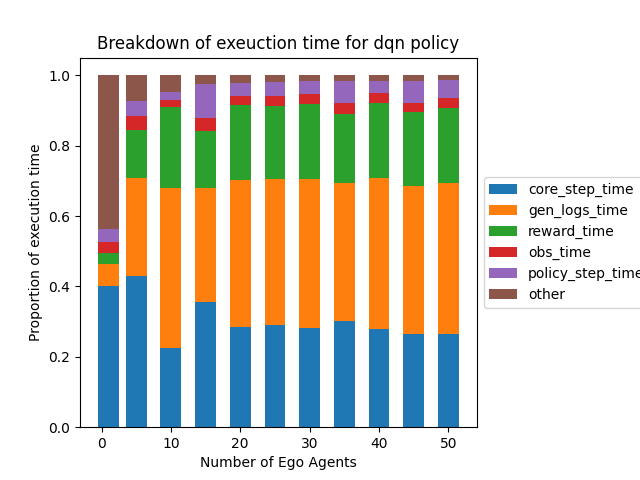 Breakdown of exeuction time for dqn policy
Proportion of execution time
1.0
0.8
0.6
0.4
0.2
0.0
0
10
20
30
40
50
Number of Ego Agents
core_step_time
gen_logs_time
reward_time
obs_time
policy_step_time
other